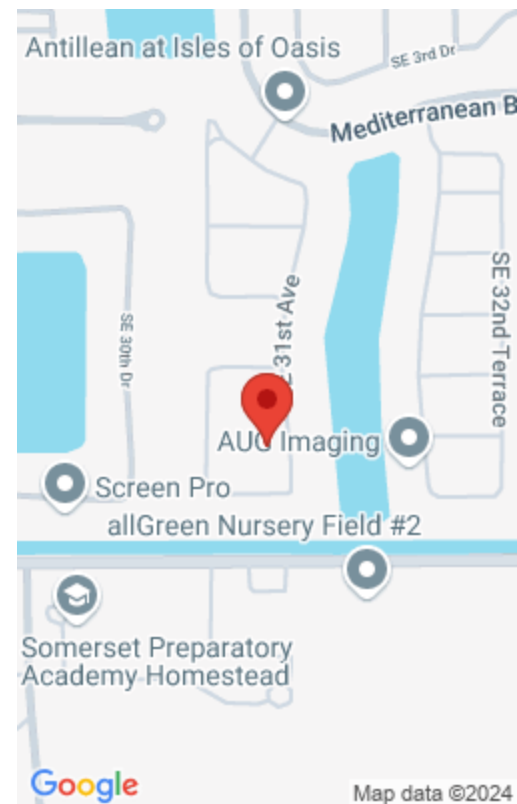 Antillean at Isles of Oasis
SE 3rd Dr
Mediterranean B
31st Ave
SE 30th Dr
SE 32nd Terrace
AUG Imaging
Screen Pro
allGreen Nursery Field #2
Somerset Preparatory
Academy Homestead
Google
Map data ©2024